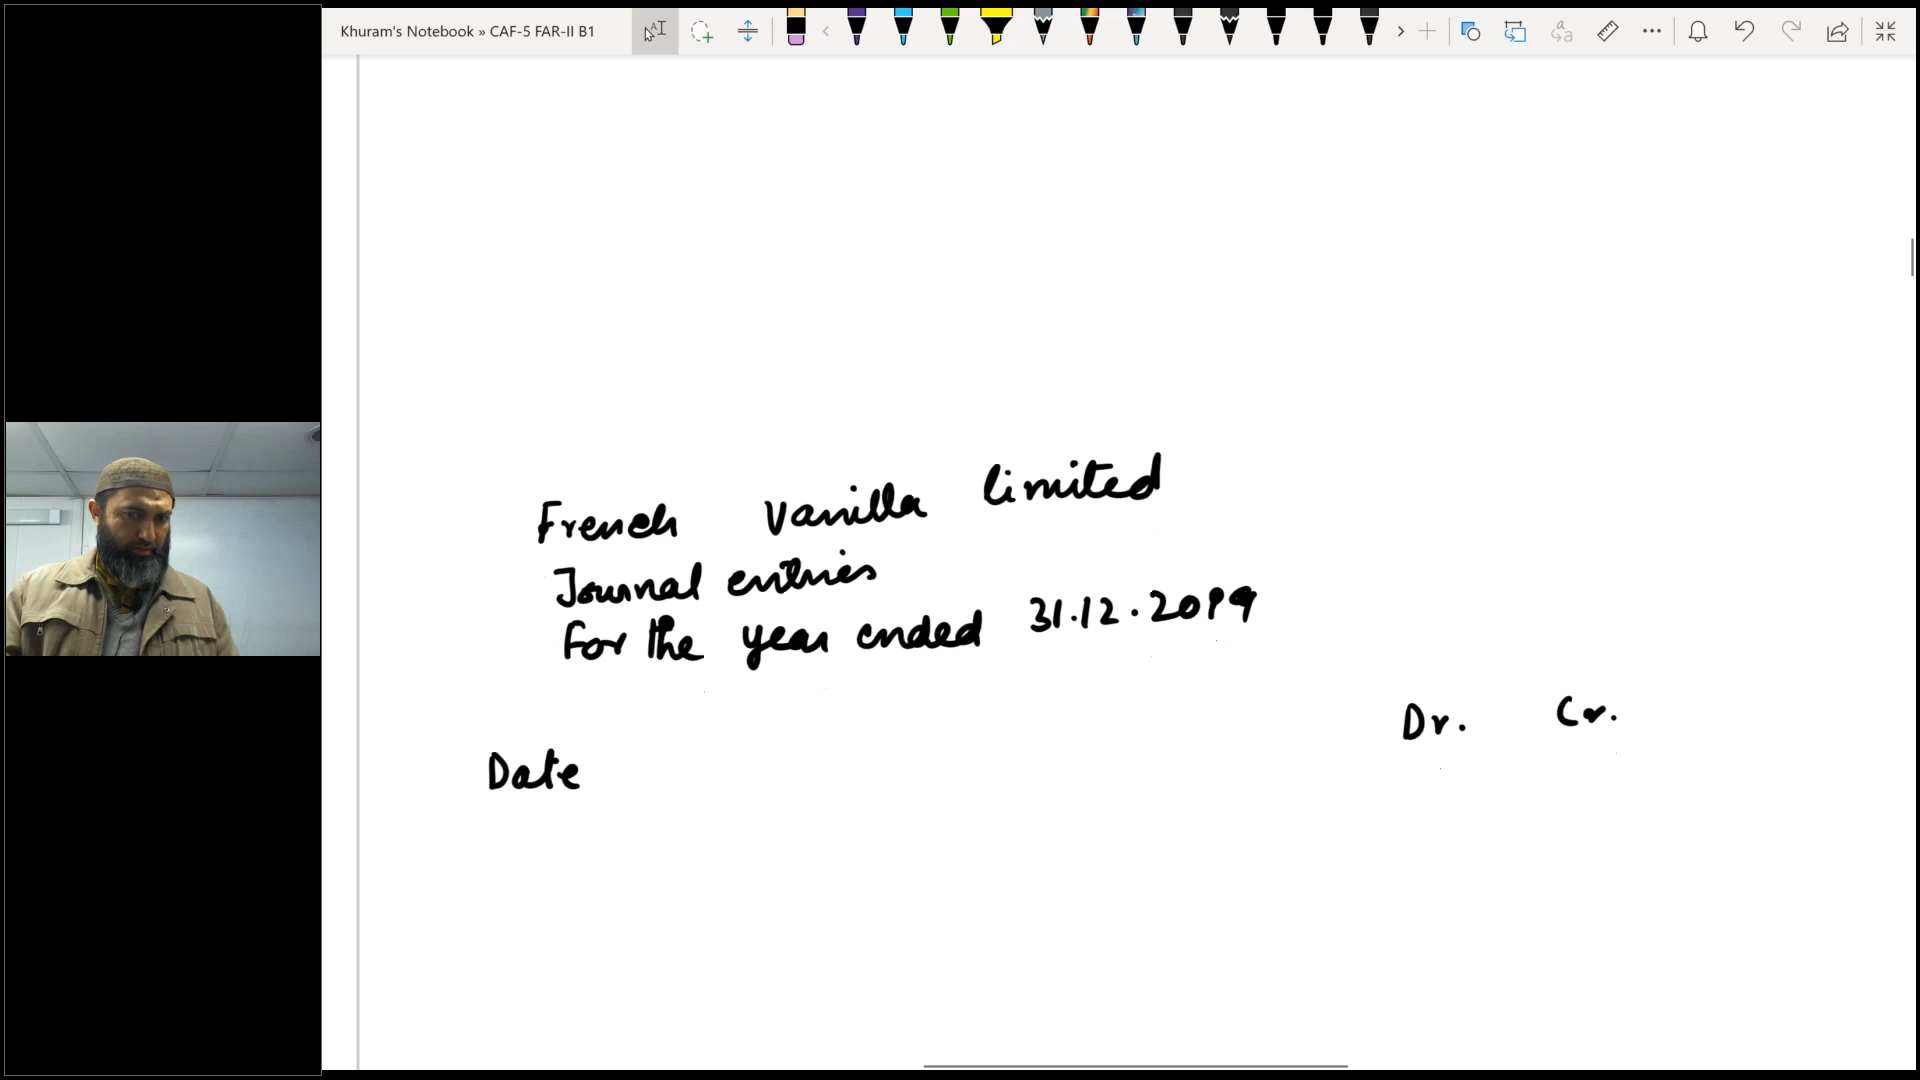 Khuram's Notebook » CAF-5 FAR-II B1
French Vanilla limited
Journal entries
For the year ended 31.12.2019
Dr. Cr.
Date